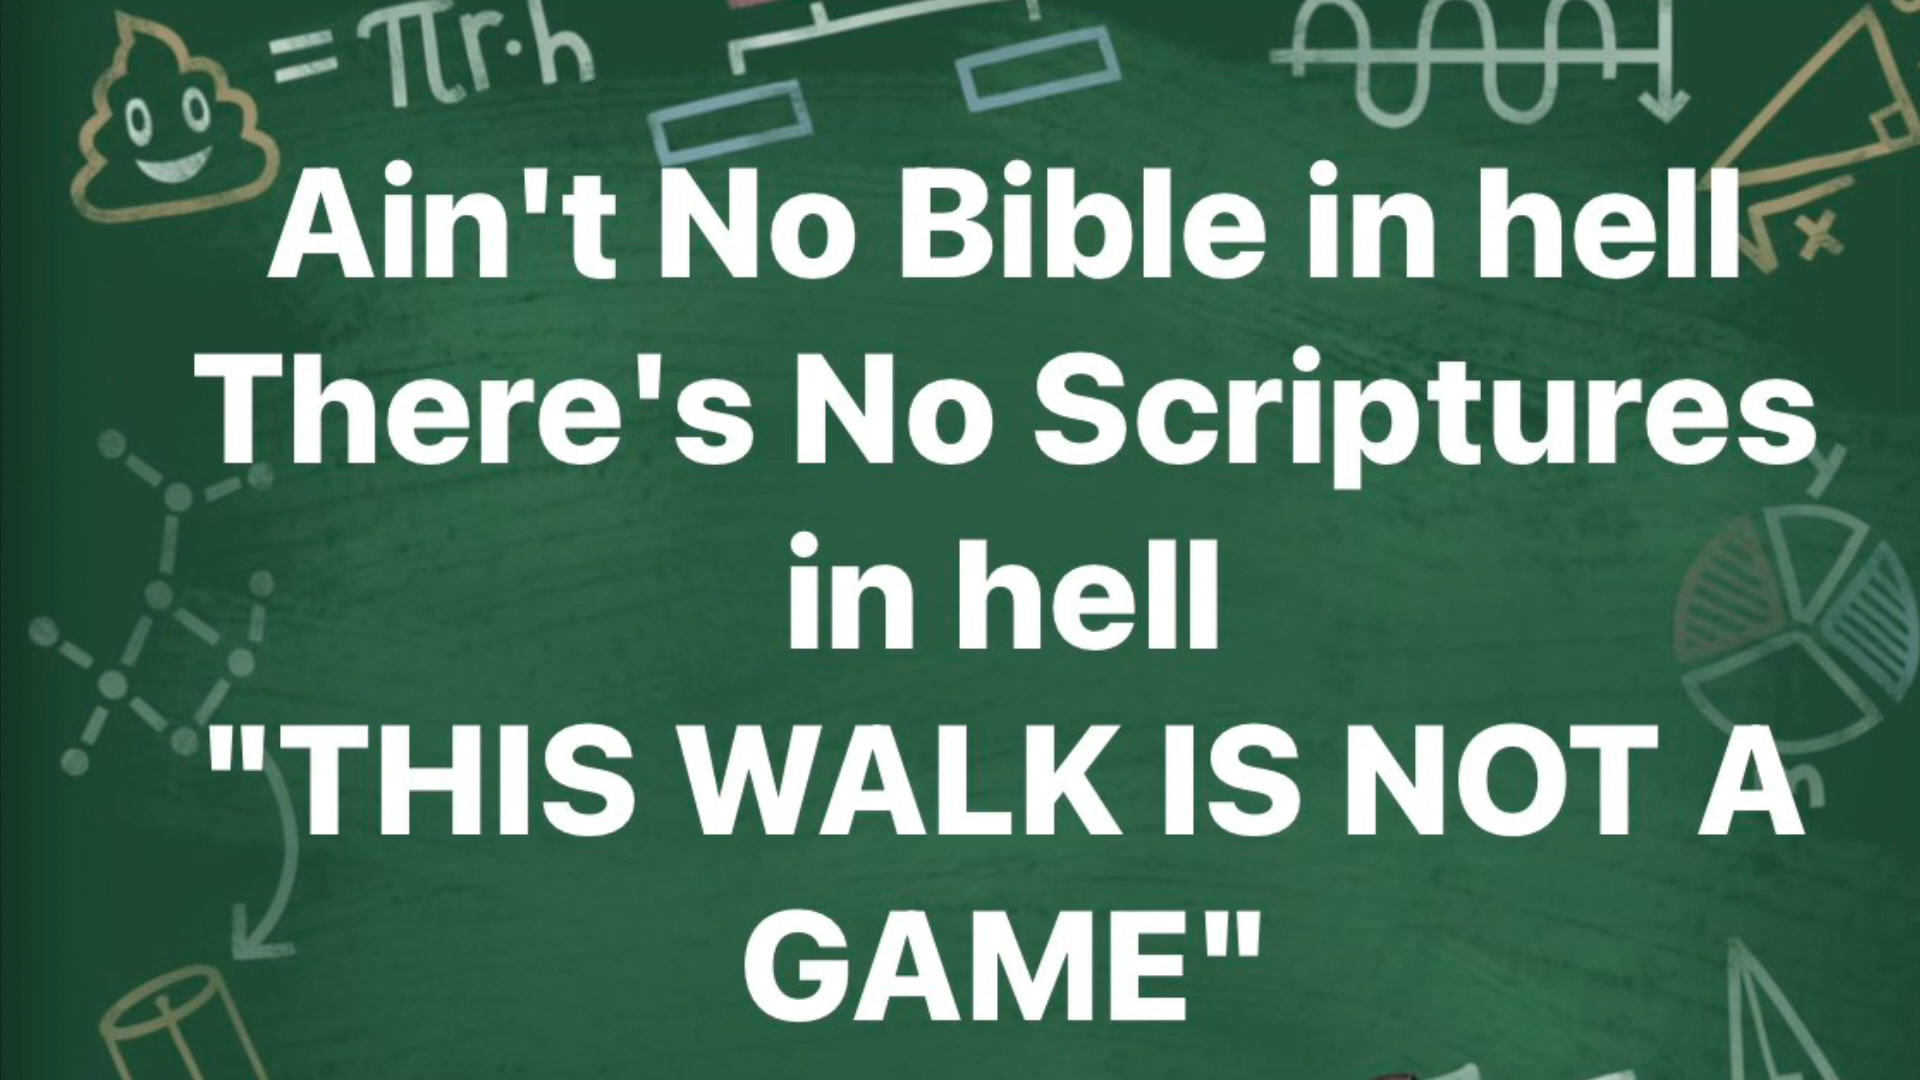 = πr·h
Ain't No Bible in hell
√x
There's No Scriptures
in hell
"THIS WALK IS NOT A
GAME"